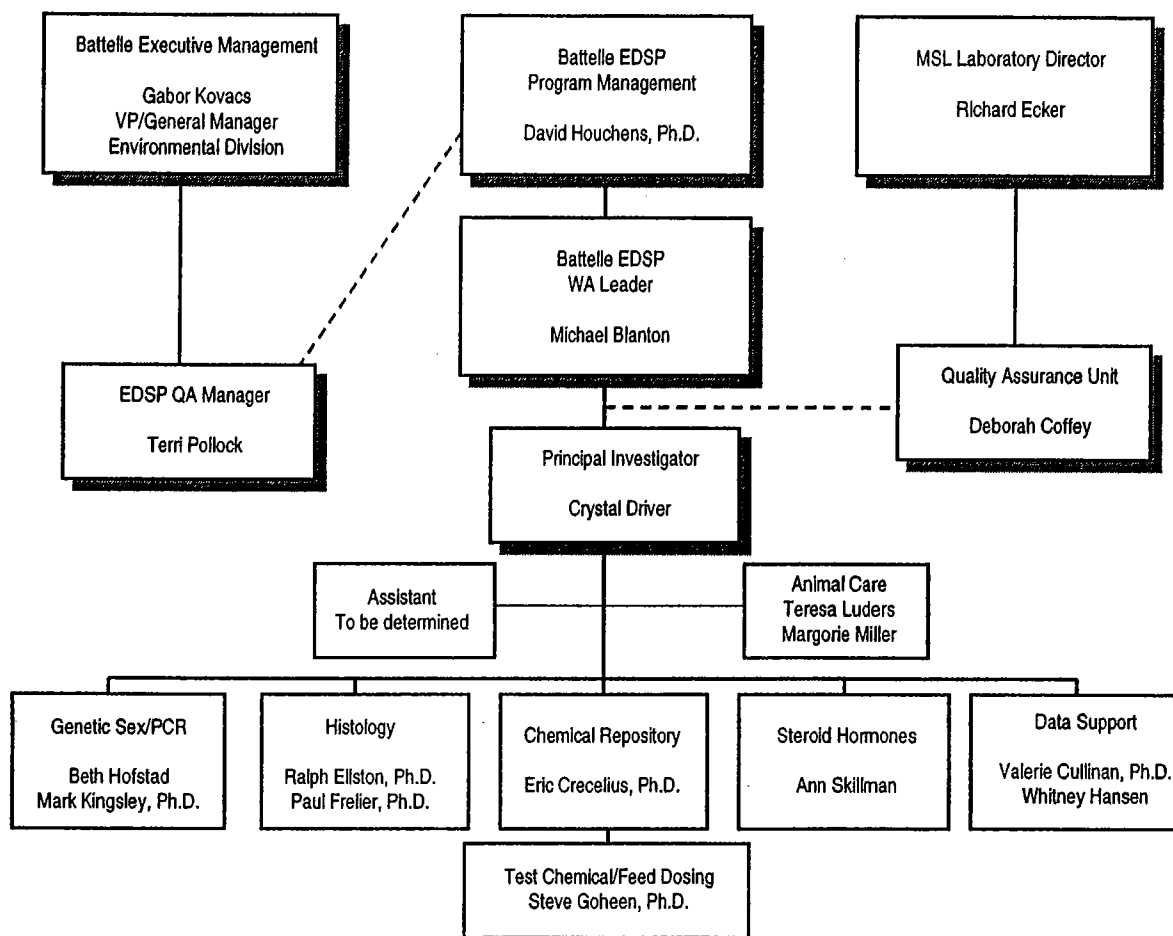 Battelle Executive Management
Gabor Kovacs
VP/General Manager
Environmental Division
Battelle EDSP
Program Management
David Houchens, Ph.D.
MSL Laboratory Director
Richard Ecker
Battelle EDSP
WA Leader
Michael Blanton
EDSP QA Manager
Terri Pollock
Quality Assurance Unit
Deborah Coffey
Principal Investigator
Crystal Driver
Assistant
To be determined
Animal Care
Teresa Luders
Margorie Miller
Genetic Sex/PCR
Beth Hofstad
Mark Kingsley, Ph.D.
Histology
Ralph Elston, Ph.D.
Paul Frelier, Ph.D.
Chemical Repository
Eric Crecelius, Ph.D.
Steroid Hormones
Ann Skillman
Data Support
Valerie Cullinan, Ph.D.
Whitney Hansen
Test Chemical/Feed Dosing
Steve Goheen, Ph.D.